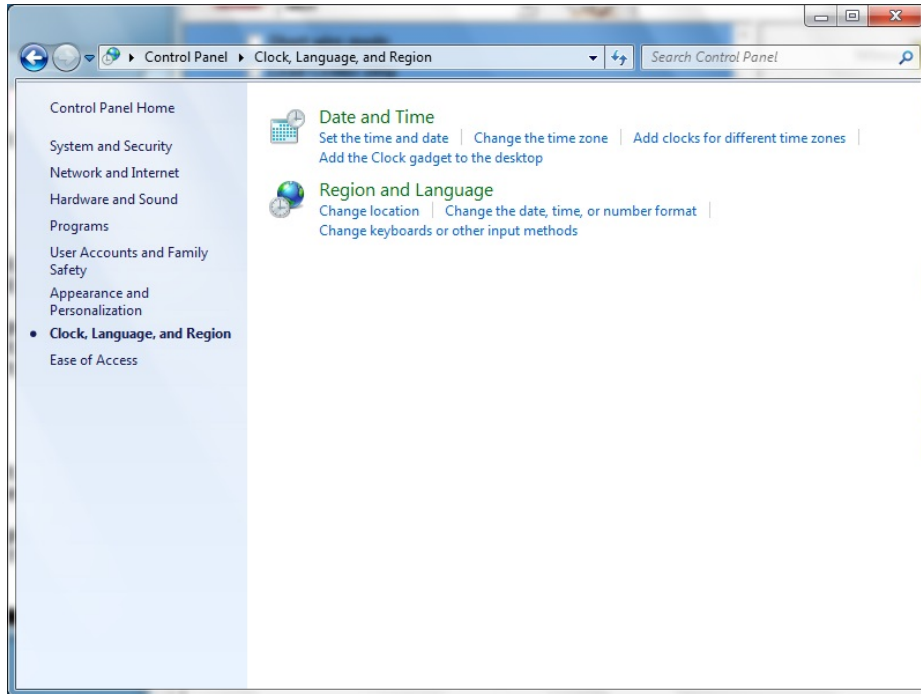 Control Panel
Clock, Language, and Region
Search Control Panel
Control Panel Home
System and Security
Network and Internet
Hardware and Sound
Programs
User Accounts and Family
Safety
Appearance and
Personalization
Clock, Language, and Region
Ease of Access
Date and Time
Set the time and date
Change the time zone
Add clocks for different time zones
Add the Clock gadget to the desktop
Region and Language
Change location
Change the date, time, or number format
Change keyboards or other input methods